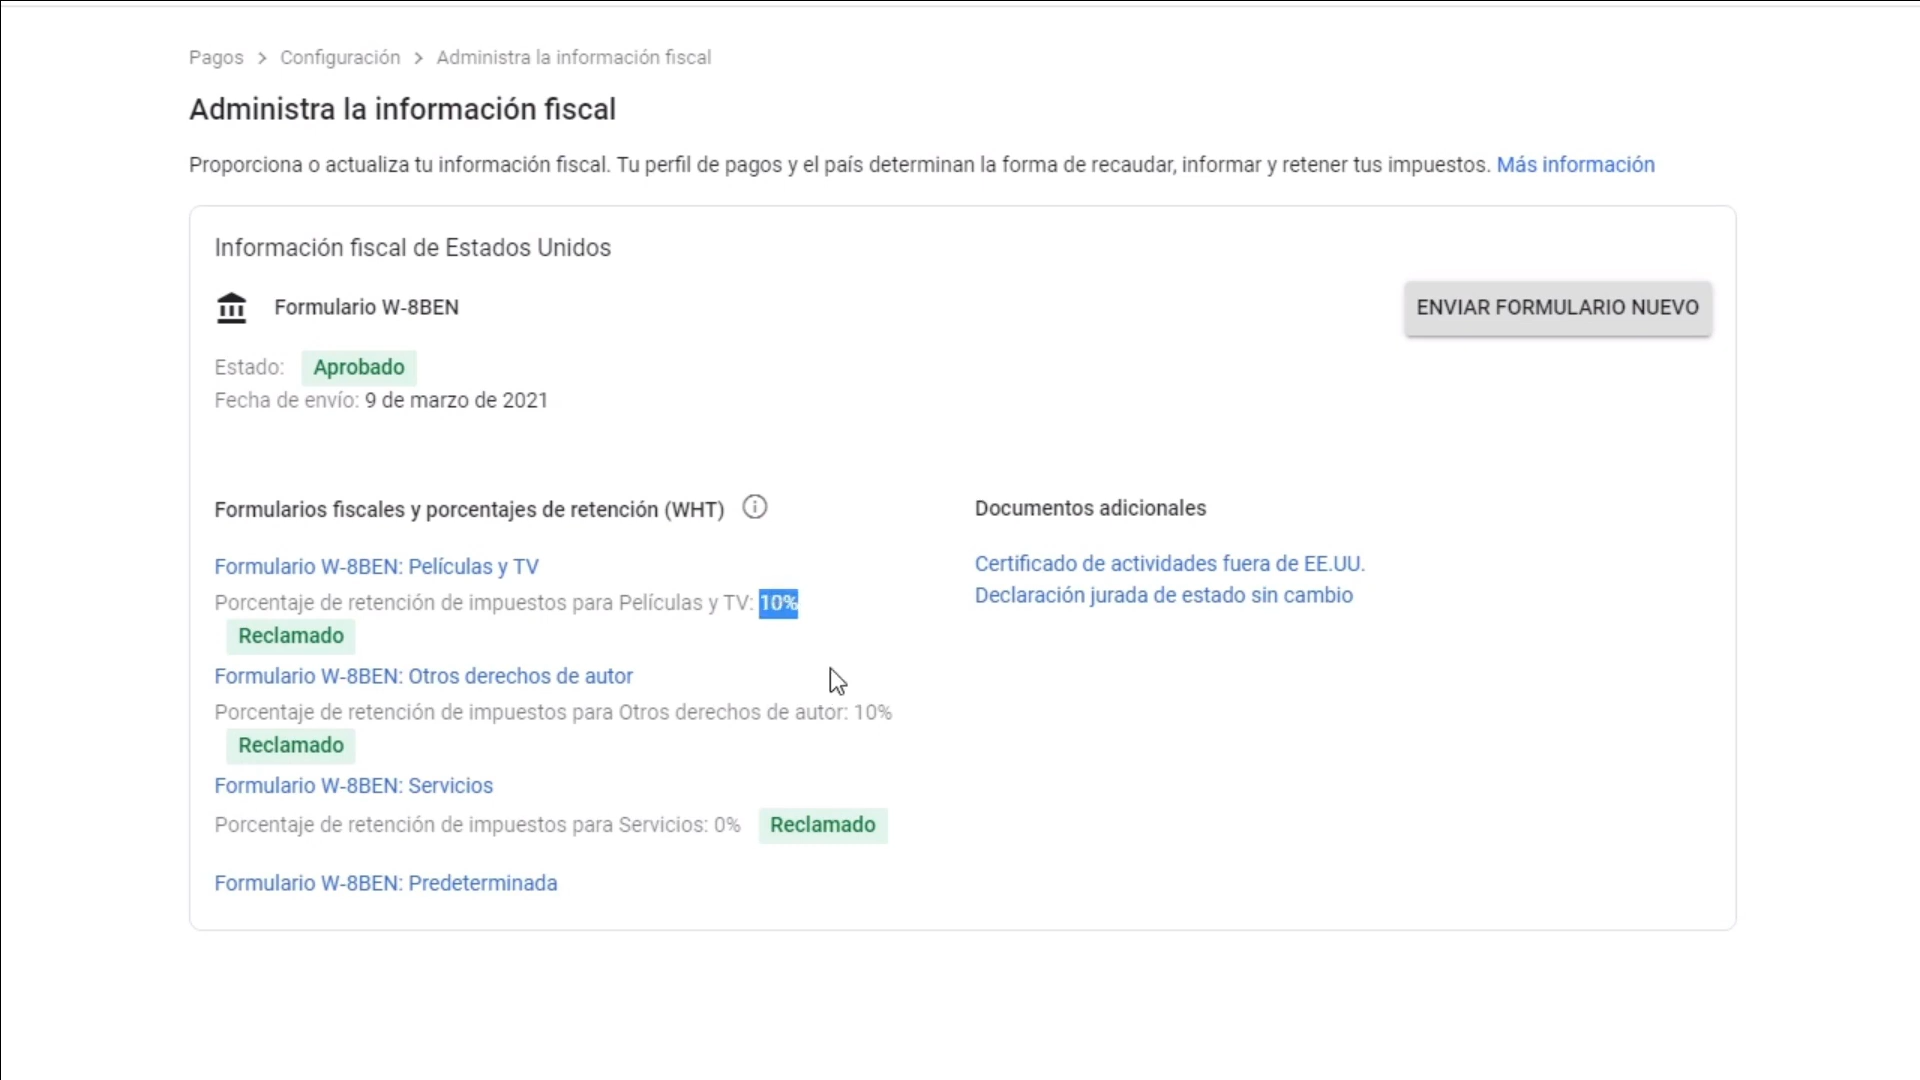 Pagos > Configuración > Administra la información fiscal
Administra la información fiscal
Proporciona o actualiza tu información fiscal. Tu perfil de pagos y el país determinan la forma de recaudar, informar y retener tus impuestos. Más información
Información fiscal de Estados Unidos
Formulario W-8BEN
ENVIAR FORMULARIO NUEVO
Estado: Aprobado
Fecha de envío: 9 de marzo de 2021
Formularios fiscales y porcentajes de retención (WHT)
Formulario W-8BEN: Películas y TV
Porcentaje de retención de impuestos para Películas y TV: 10%
Reclamado
Formulario W-8BEN: Otros derechos de autor
Porcentaje de retención de impuestos para Otros derechos de autor: 10%
Reclamado
Formulario W-8BEN: Servicios
Porcentaje de retención de impuestos para Servicios: 0% Reclamado
Formulario W-8BEN: Predeterminada
Documentos adicionales
Certificado de actividades fuera de EE.UU.
Declaración jurada de estado sin cambio